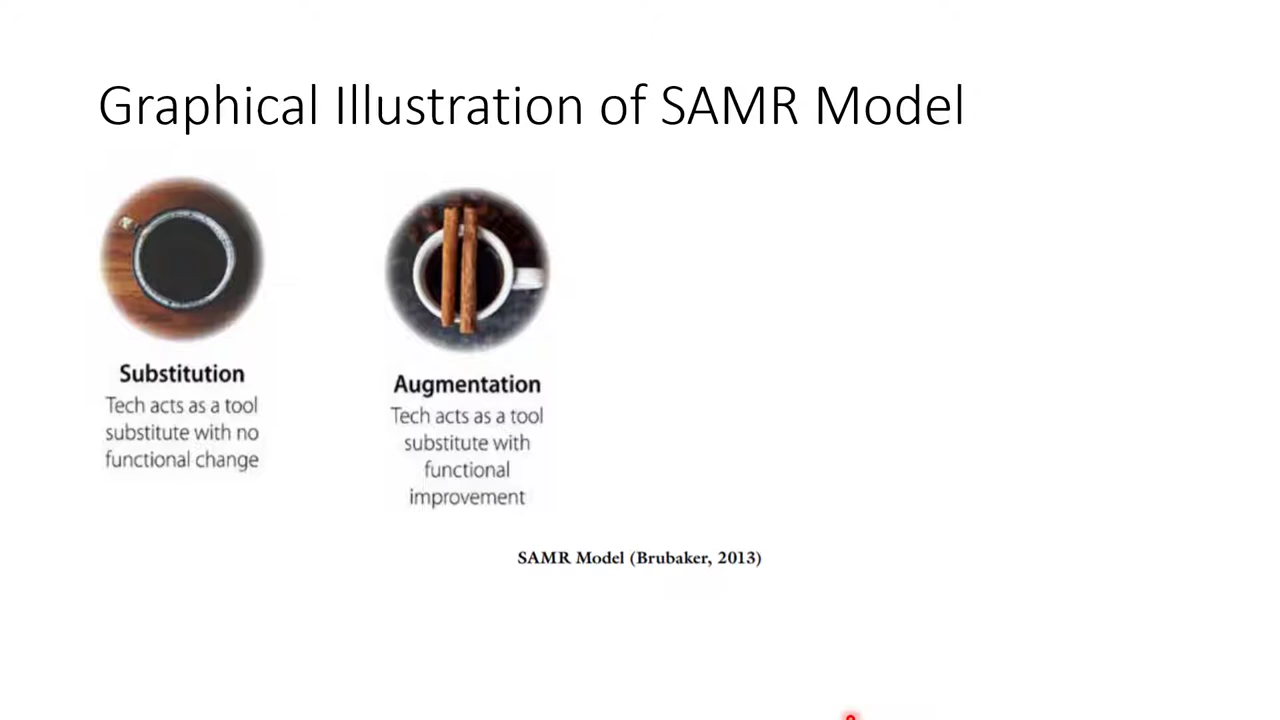 Graphical Illustration of SAMR Model
Substitution
Tech acts as a tool
substitute with no
functional change
Augmentation
Tech acts as a tool
substitute with
functional
improvement
SAMR Model (Brubaker, 2013)